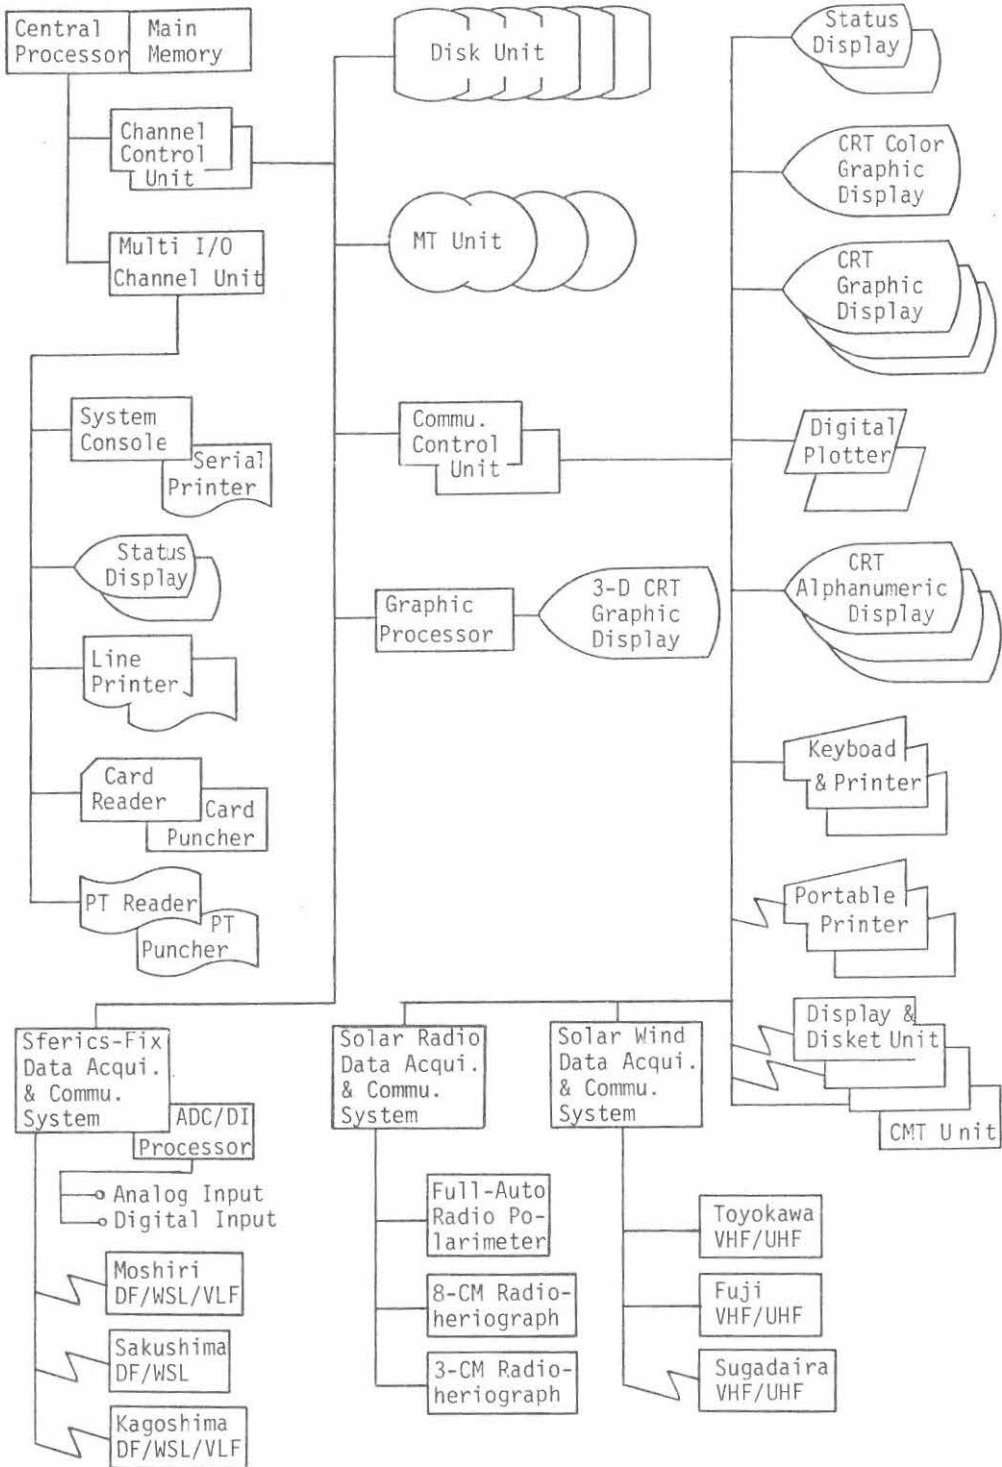 Central
Processor
Main
Memory
Channel
Control
Unit
Multi I/O
Channel Unit
System
Console
Serial
Printer
Status
Display
Line
Printer
Card
Reader
Card
Puncher
PT Reader
PT
Puncher
Disk Unit
MT Unit
Commu.
Control
Unit
Graphic
Processor
3-D CRT
Graphic
Display
Status
Display
CRT Color
Graphic
Display
CRT
Graphic
Display
Digital
Plotter
CRT
Alphanumeric
Display
Keyboad
& Printer
Portable
Printer
Display &
Disket Unit
CMT Unit
Sferics-Fix
Data Acqui.
& Commu.
System
ADC/DI
Processor
Analog Input
Digital Input
Moshiri
DF/WSL/VLF
Sakushima
DF/WSL
Kagoshima
DF/WSL/VLF
Solar Radio
Data Acqui.
& Commu.
System
Full-Auto
Radio Po-
larimeter
8-CM Radio-
heriograph
3-CM Radio-
heriograph
Solar Wind
Data Acqui.
& Commu.
System
Toyokawa
VHF/UHF
Fuji
VHF/UHF
Sugadaira
VHF/UHF